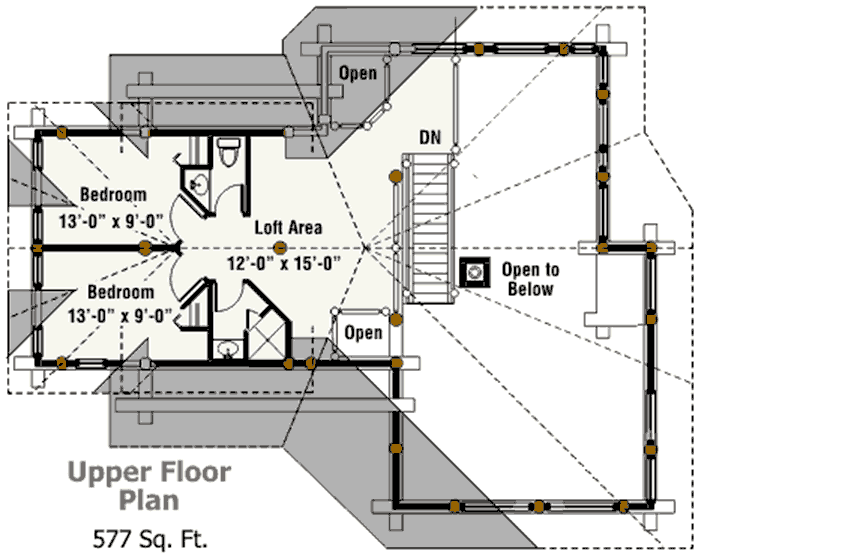 Open
DN
Bedroom
13'-0" x 9'-0"
Loft Area
12'-0" x 15'-0"
Open to
Below
Bedroom
13'-0" x 9'-0"
Open
Upper Floor
Plan
577 Sq. Ft.